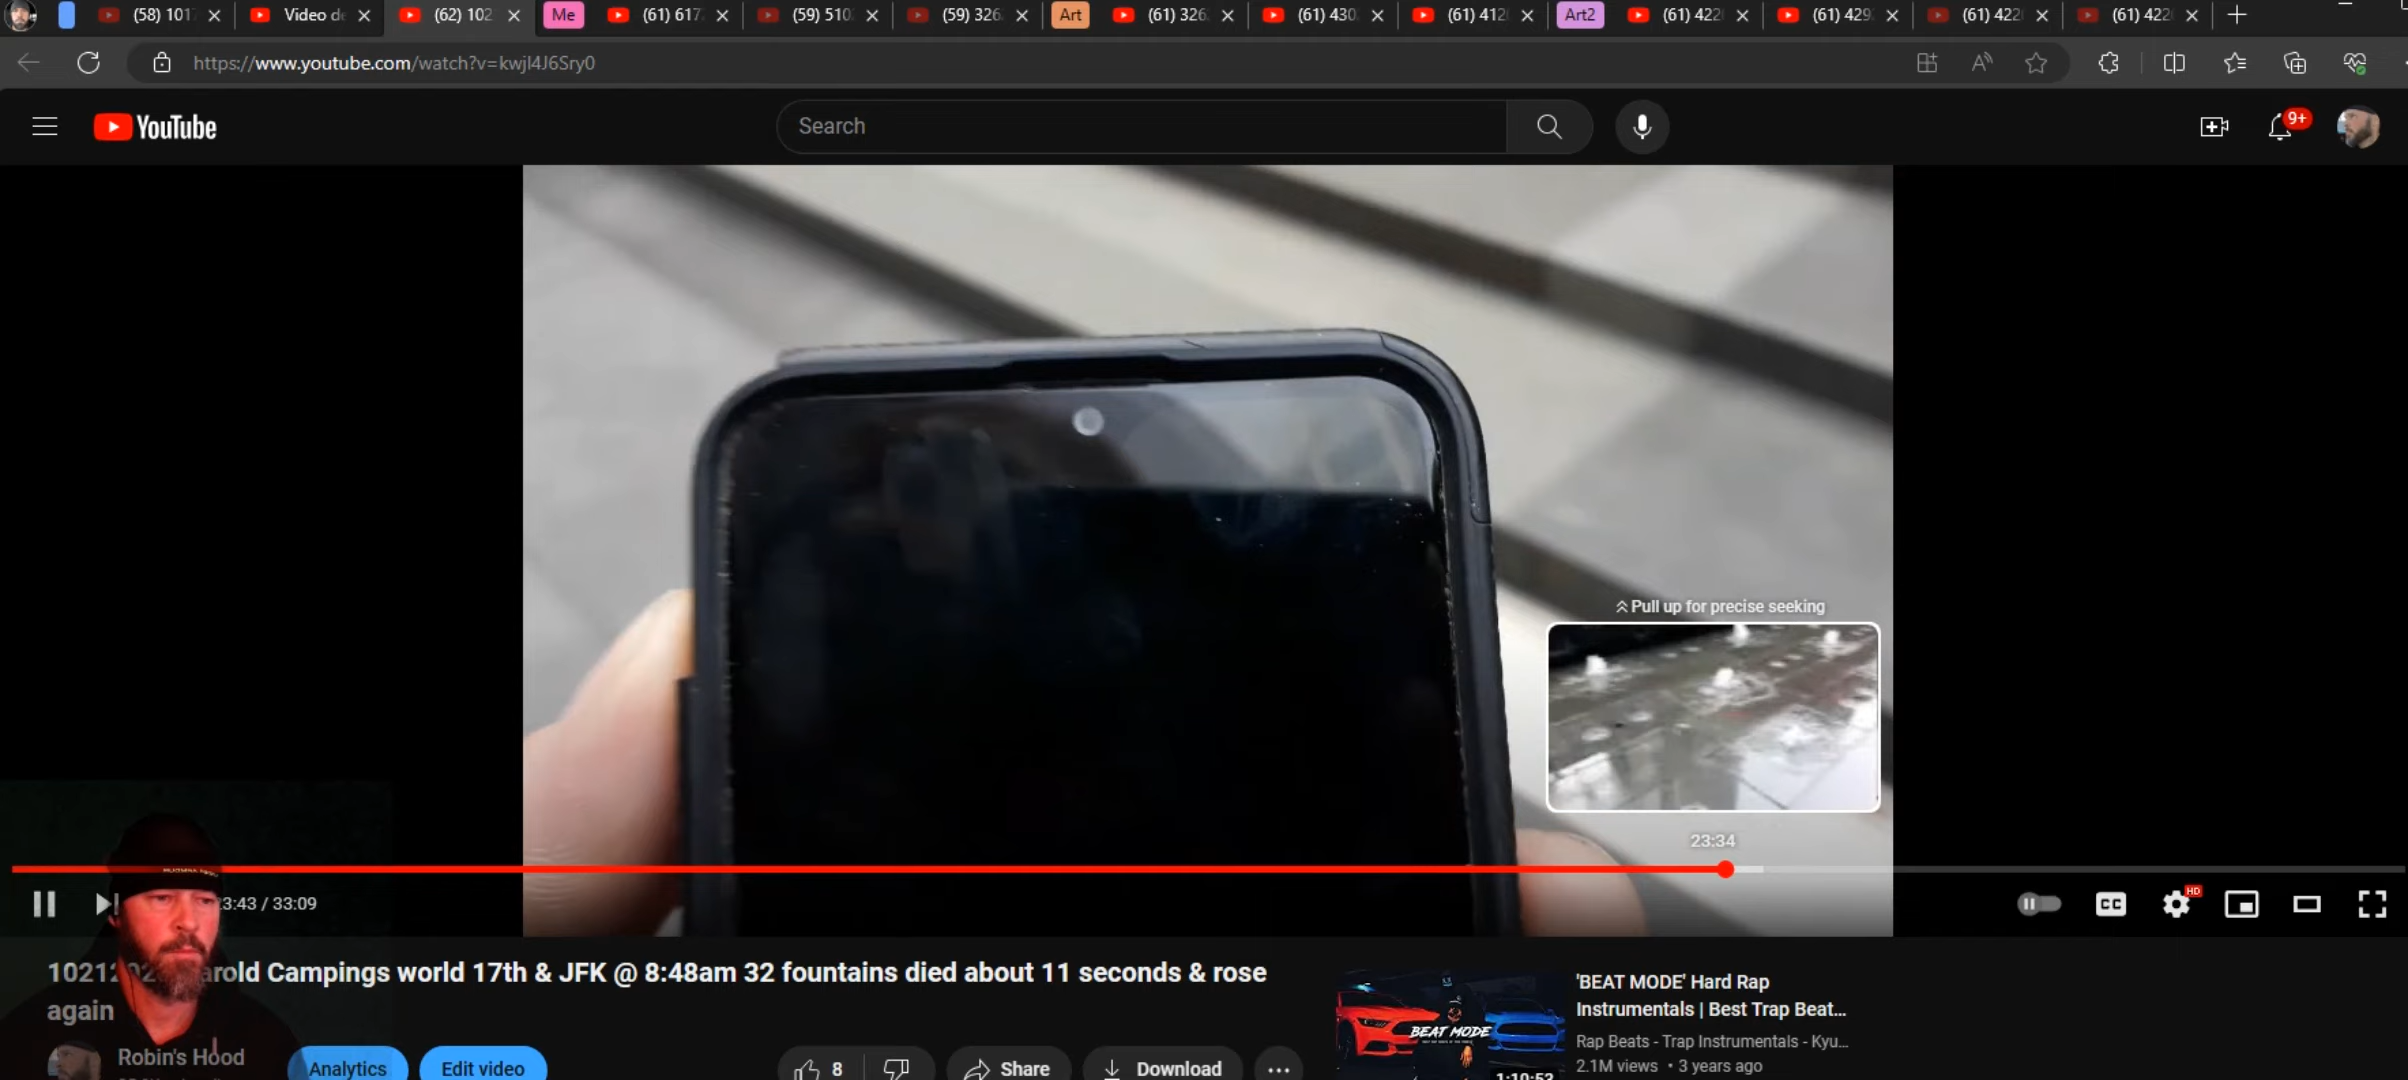 (58) 101
Video de
(62) 102
Me
(61) 617
(59) 510
(59) 326
Art
(61) 326
(61) 430
(61) 412
Art2
(61) 422
(61) 429
(61) 422
(61) 422
https://www.youtube.com/watch?v=kwjl4J6Sry0
YouTube
Search
9+
Pull up for precise seeking
23:34
3:43 / 33:09
CC
HD
arold Campings world 17th & JFK @ 8:48am 32 fountains died about 11 seconds & rose
again
Robin's Hood
Analytics
Edit video
8
Share
Download
BEAT MODE
1:10:53
'BEAT MODE' Hard Rap
Instrumentals | Best Trap Beat...
Rap Beats - Trap Instrumentals - Kyu...
2.1M views • 3 years ago